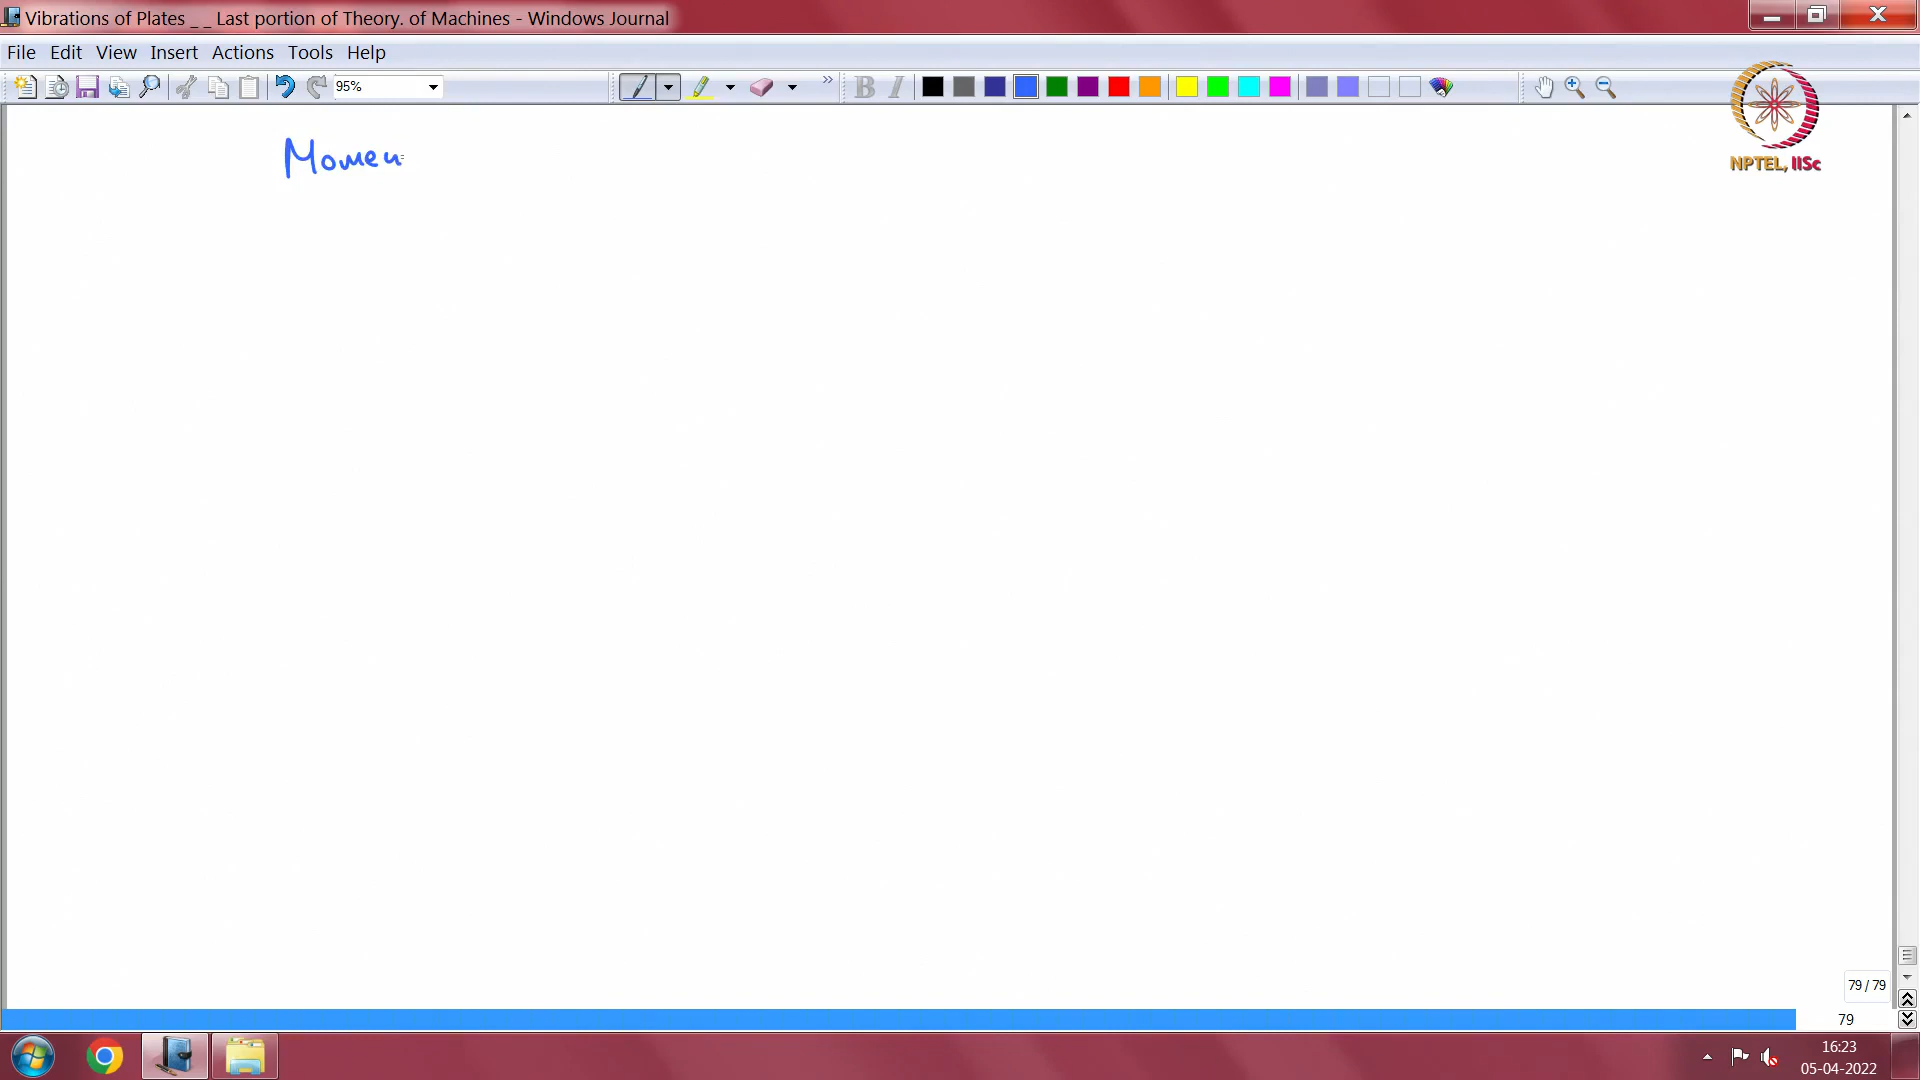 Vibrations of Plates _ _ Last portion of Theory. of Machines - Windows Journal
File Edit View Insert Actions Tools Help
95%
B I
NPTEL, IISc
Momen
79 / 79
79
16:23
05-04-2022